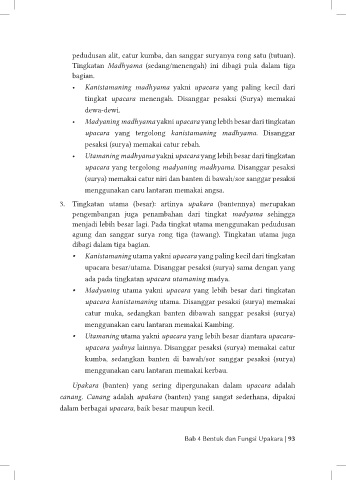 pedudusan alit, catur kumba, dan sanggar suryanya rong satu (tutuan).
Tingkatan Madhyama (sedang/menengah) ini dibagi pula dalam tiga
bagian.
• Kanistamaning madhyama yakni upacara yang paling kecil dari
tingkat upacara menengah. Disanggar pesaksi (Surya) memakai
dewa-dewi,
• Madyaning madhyama yakni upacara yang lebih besar dari tingkatan
upacara yang tergolong kanistamaning madhyama. Disanggar
pesaksi (surya) memakai catur rebah.
• Utamaning madhyama yakni upacara yang lebih besar dari tingkatan
upacara yang tergolong madyaning madhyama. Disanggar pesaksi
(surya) memakai catur niri dan banten di bawah/sor sanggar pesaksi
menggunakan caru lantaran memakai angsa.
3. Tingkatan utama (besar): artinya upakara (bantennya) merupakan
pengembangan juga penambahan dari tingkat madyama sehingga
menjadi lebih besar lagi. Pada tingkat utama menggunakan pedudusan
agung dan sanggar surya rong tiga (tawang). Tingkatan utama juga
dibagi dalam tiga bagian.
• Kanistamaning utama yakni upacara yang paling kecil dari tingkatan
upacara besar/utama. Disanggar pesaksi (surya) sama dengan yang
ada pada tingkatan upacara utamaning madya.
• Madyaning utama yakni upacara yang lebih besar dari tingkatan
upacara kanistamaning utama. Disanggar pesaksi (surya) memakai
catur muka, sedangkan banten dibawah sanggar pesaksi (surya)
menggunakan caru lantaran memakai Kambing.
• Utamaning utama yakni upacara yang lebih besar diantara upacara-
upacara yadnya lainnya. Disanggar pesaksi (surya) memakai catur
kumba, sedangkan banten di bawah/sor sanggar pesaksi (surya)
menggunakan caru lantaran memakai kerbau.
Upakara (banten) yang sering dipergunakan dalam upacara adalah
canang. Canang adalah upakara (banten) yang sangat sederhana, dipakai
dalam berbagai upacara, baik besar maupun kecil.
Bab 4 Bentuk dan Fungsi Upakara | 93